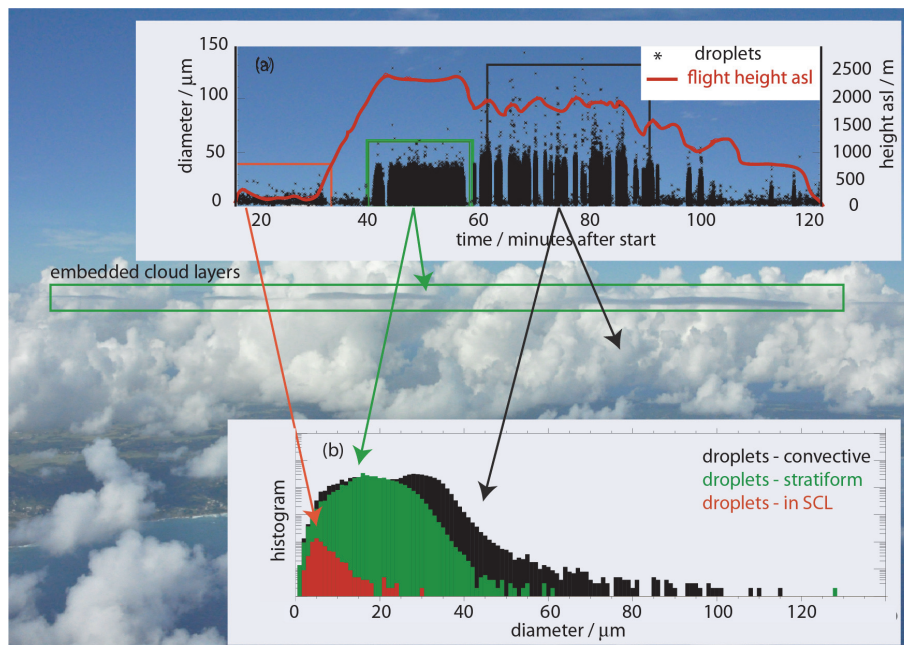 (a)
* droplets
flight height asl
150
100
50
0
diameter / μm
2500
2000
1500
1000
500
0
height asl / m
20 40 60 80 100 120
time / minutes after start
embedded cloud layers
(b)
droplets - convective
droplets - stratiform
droplets - in SCL
histogram
0 20 40 60 80 100 120
diameter / μm